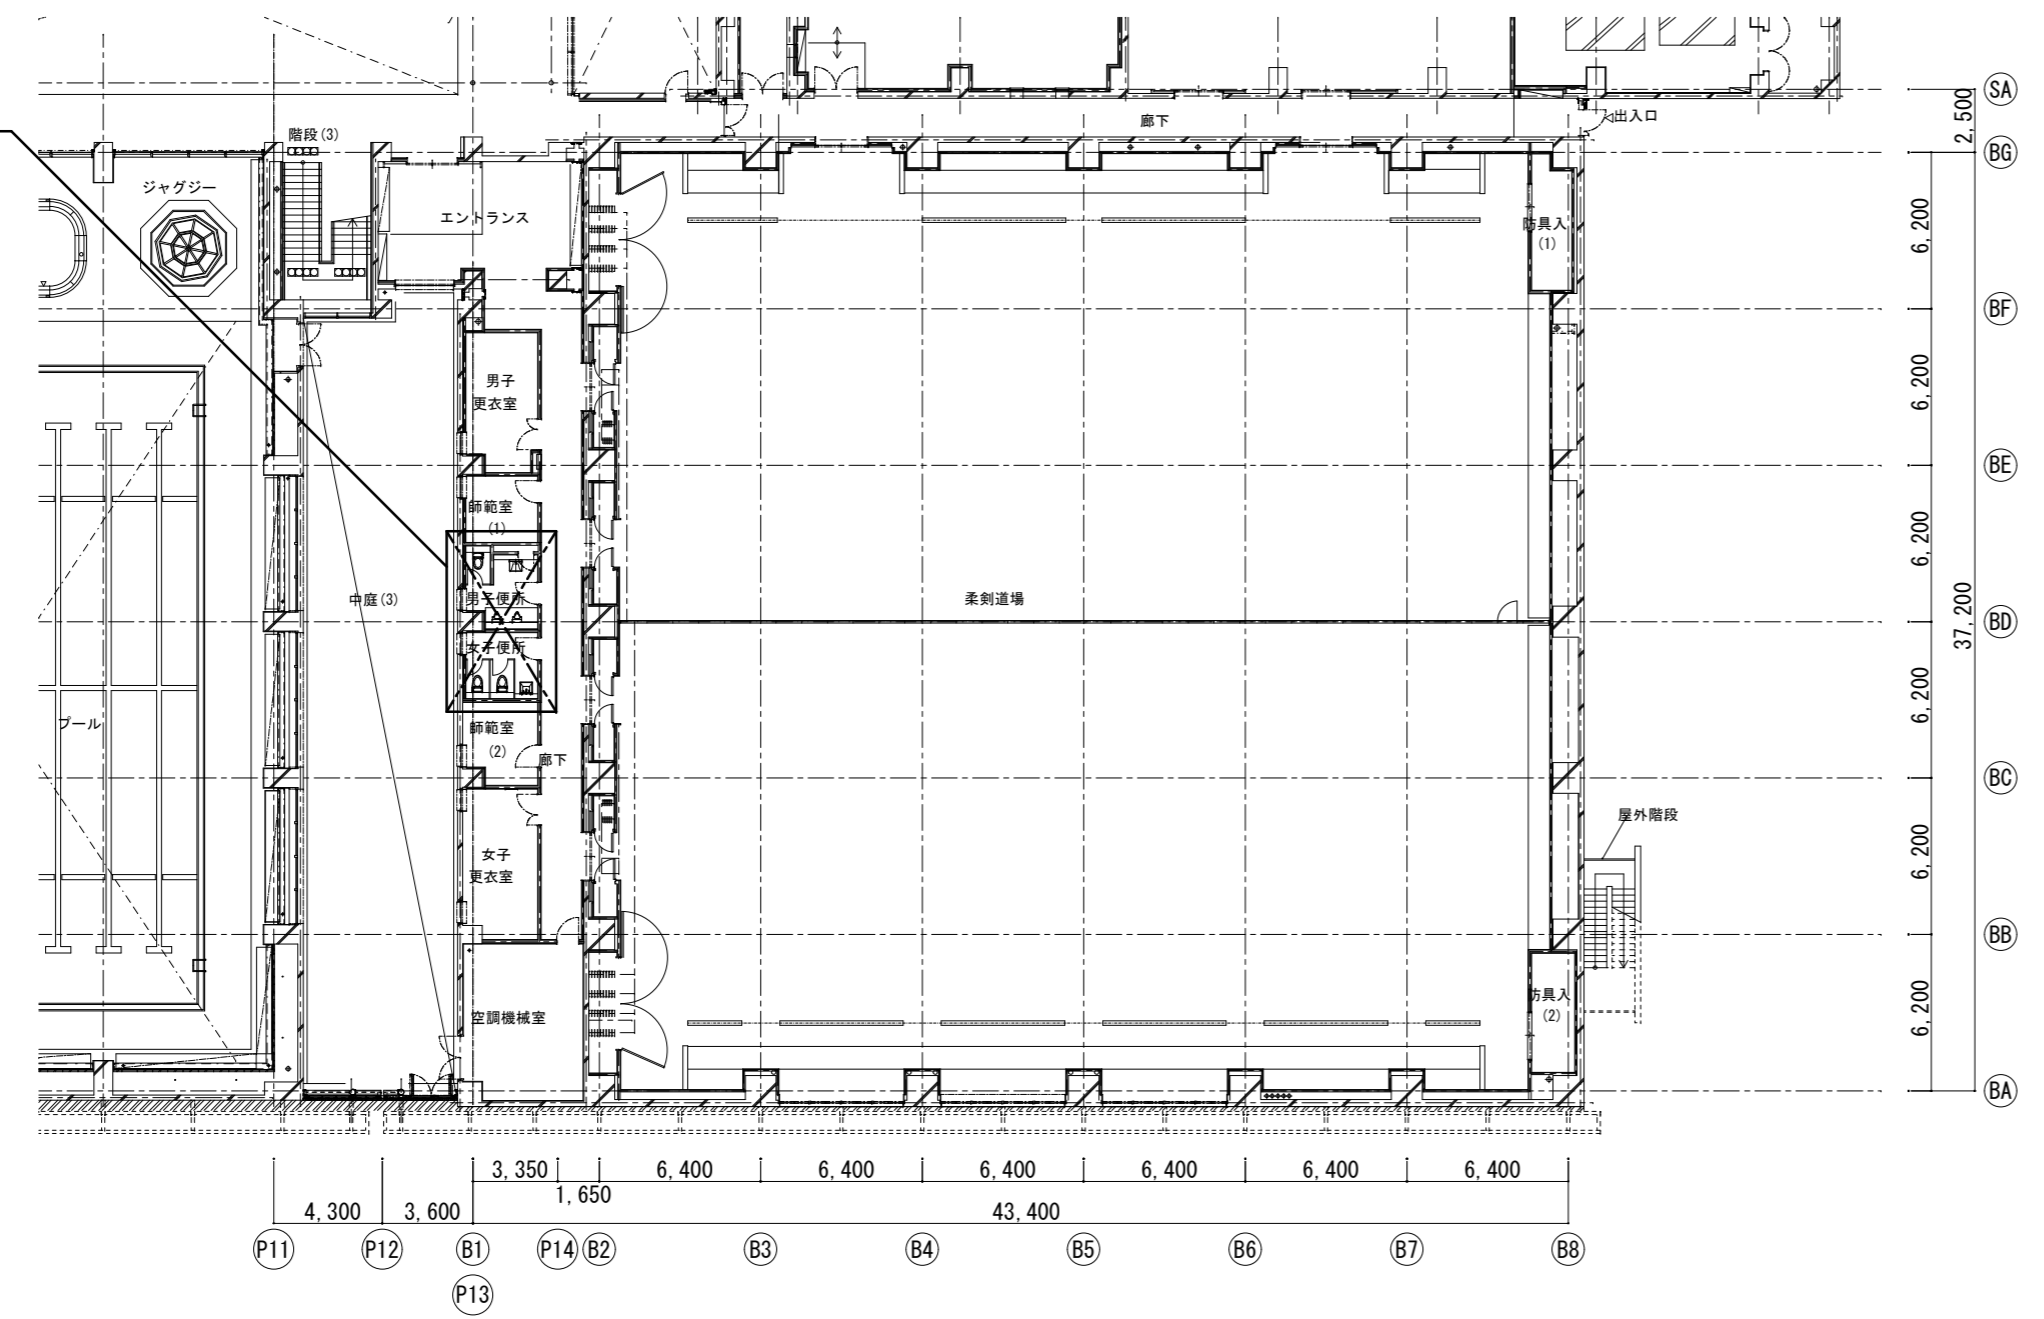 SA
2,500
階段(3)
廊下
◁出入口
BG
ジャグジー
エントランス
防具入
(1)
6,200
BF
男子
更衣室
6,200
BE
師範室
(1)
6,200
男子便所
中庭(3)
柔剣道場
37,200
BD
女子便所
プール
師範室
(2)
廊下
6,200
BC
屋外階段
女子
更衣室
6,200
BB
防具入
(2)
空調機械室
6,200
BA
3,350
6,400
6,400
6,400
6,400
6,400
6,400
1,650
4,300
3,600
43,400
P11
P12
B1
P14
B2
B3
B4
B5
B6
B7
B8
P13